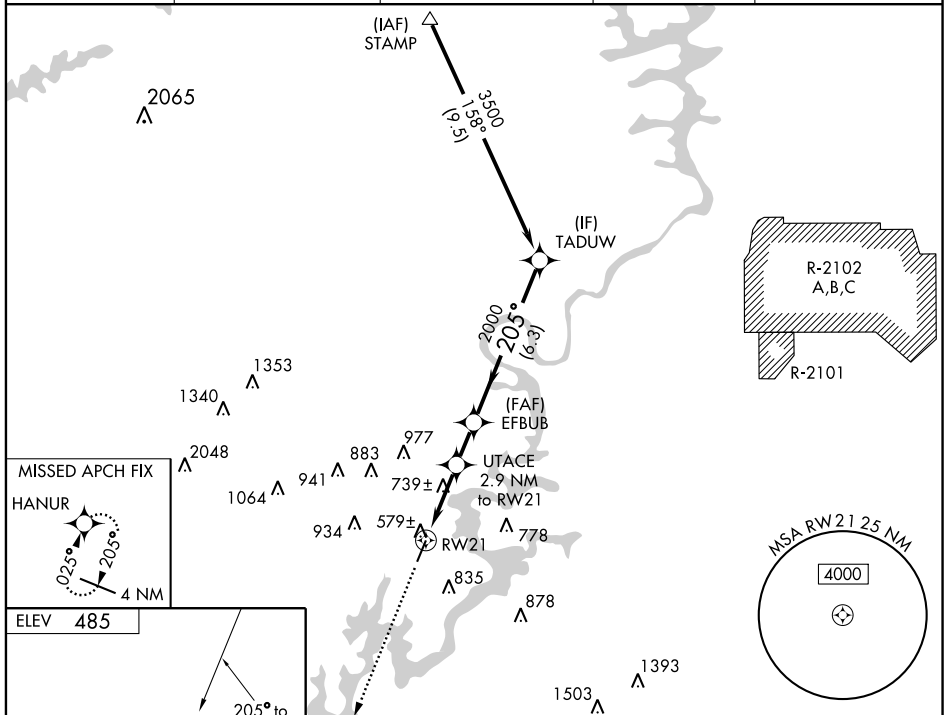 (IAF)
STAMP
2065
3500
158°
(9.5)
(IF)
TADUW
R-2102
A,B,C
R-2101
2000
205°
(6.3)
1353
1340
(FAF)
EFBUB
977
883
2048
941
UTACE
2.9 NM
to RW21
739±
1064
934
579±
778
RW21
835
878
1393
1503
MISSED APCH FIX
HANUR
025°
205°
4 NM
ELEV 485
205° to
MSA RW21 25 NM
4000